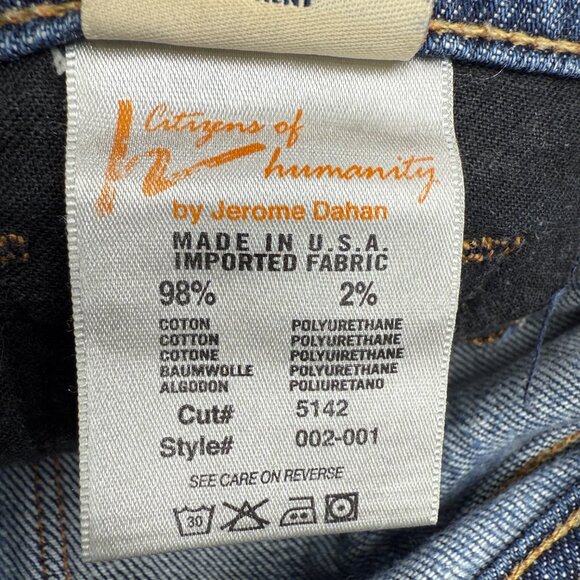 Citizens of
humanity
by Jerome Dahan
MADE IN U.S.A.
IMPORTED FABRIC
98% 2%
COTON POLYURETHANE
COTTON POLYURETHANE
COTONE POLYUIRETHANE
BAUMWOLLE POLYURETHANE
ALGODON POLIURETANO
Cut# 5142
Style# 002-001
SEE CARE ON REVERSE
30